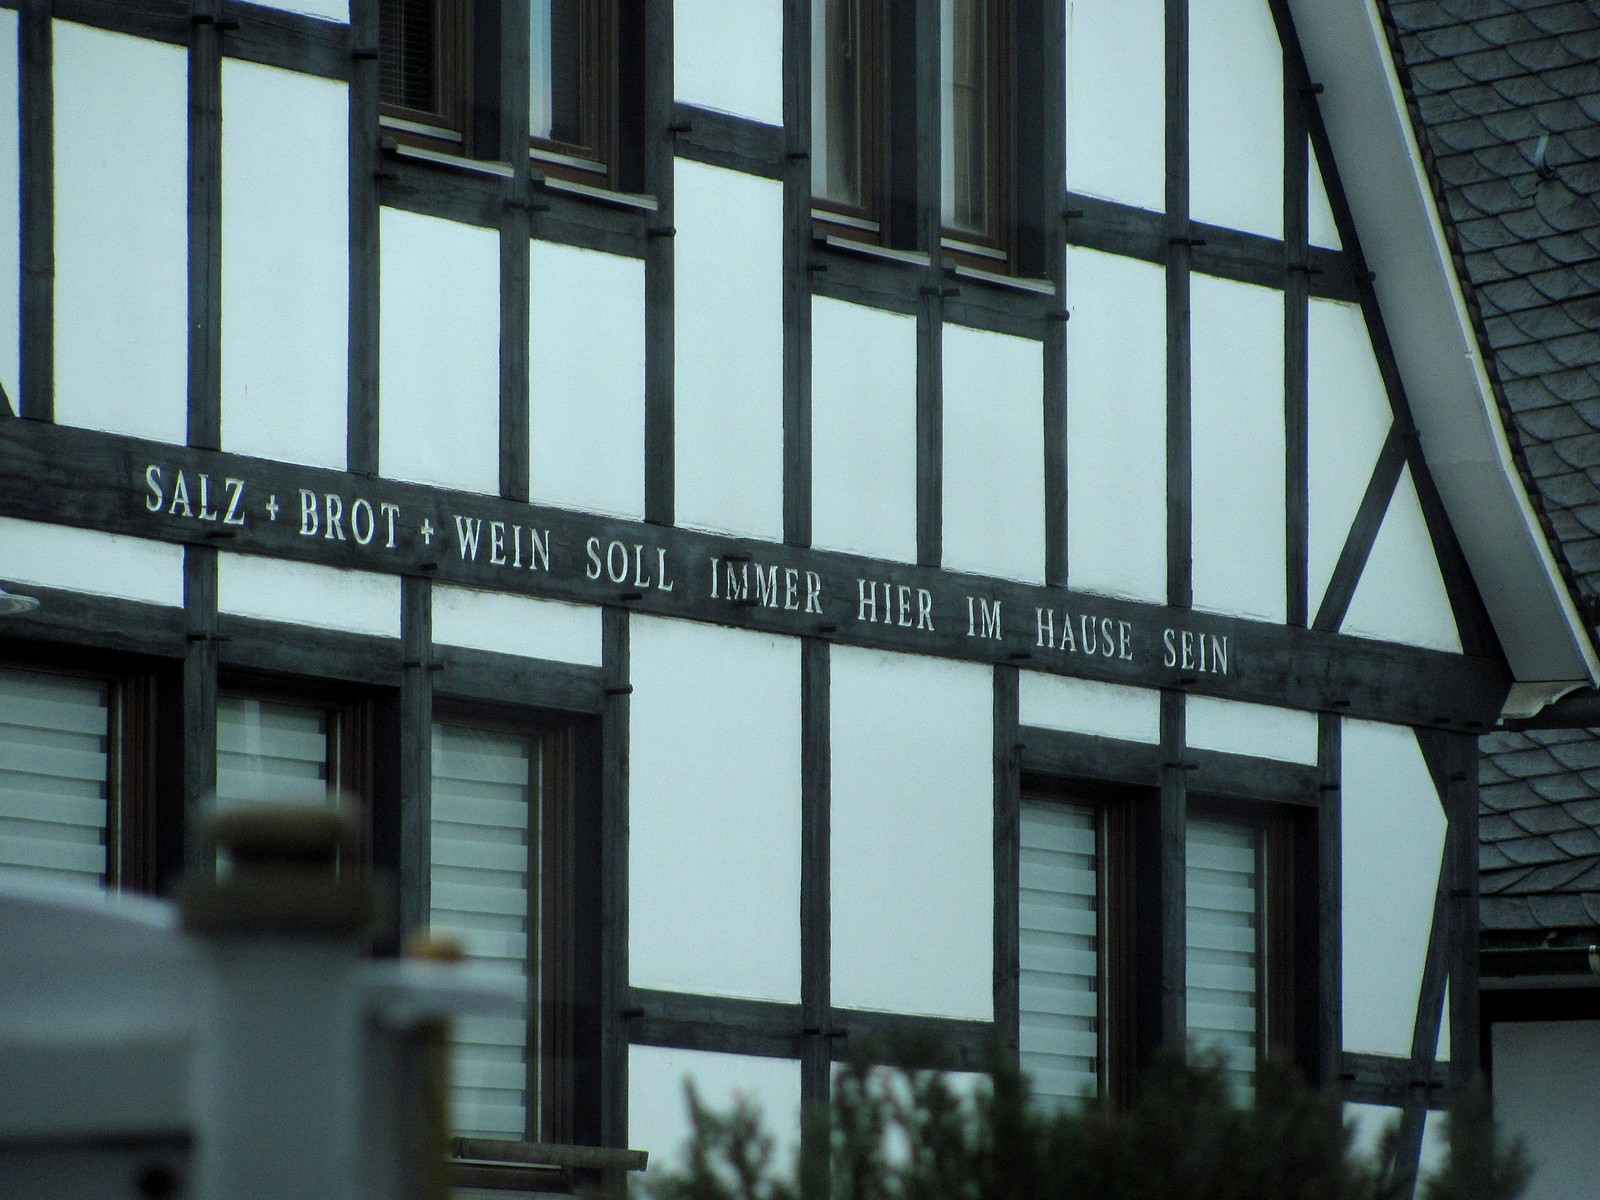 SALZ + BROT + WEIN SOLL IMMER HIER IM HAUSE SEIN